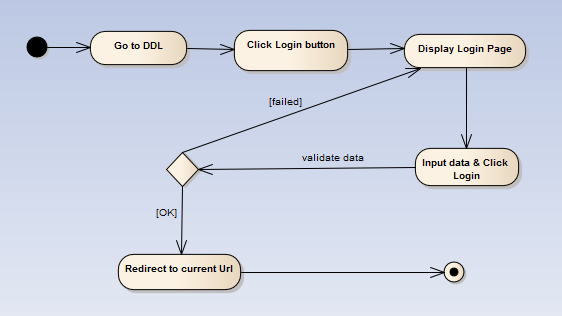 Go to DDL
Click Login button
Display Login Page
[failed]
validate data
Input data & Click
Login
[OK]
Redirect to current Url